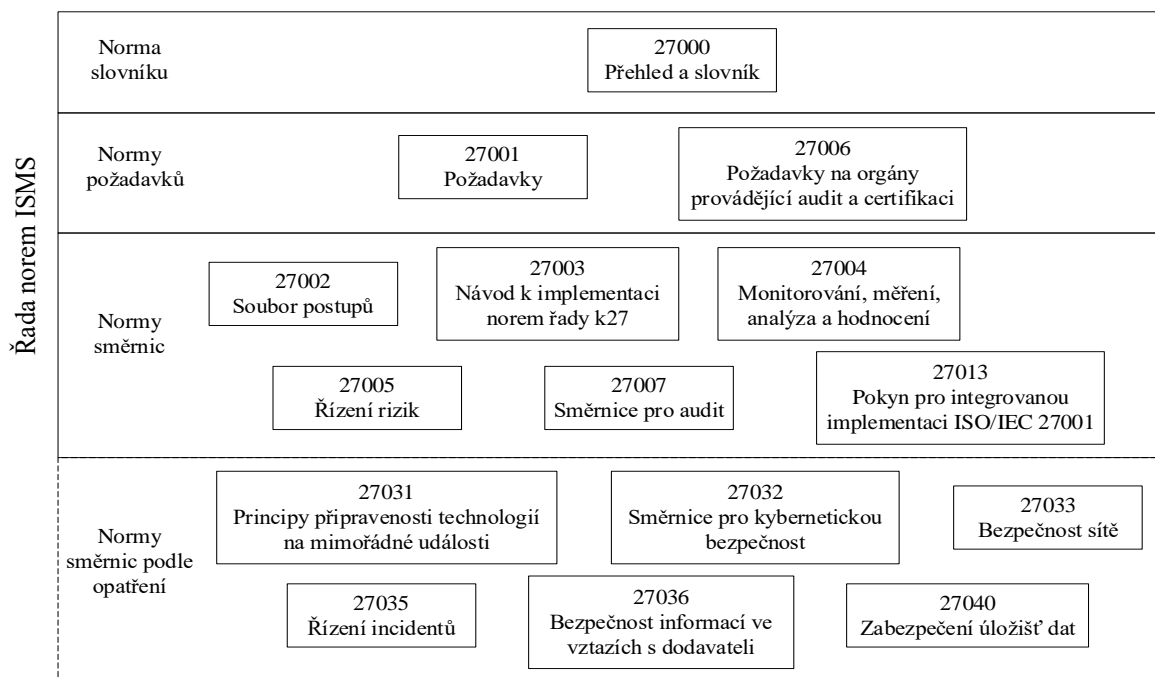 Řada norem ISMS
Norma
slovníku
27000
Přehled a slovník
Normy
požadavků
27001
Požadavky
27006
Požadavky na orgány
provádějící audit a certifikaci
Normy
směrnic
27002
Soubor postupů
27003
Návod k implementaci
norem řady k27
27004
Monitorování, měření,
analýza a hodnocení
27005
Řízení rizik
27007
Směrnice pro audit
27013
Pokyn pro integrovanou
implementaci ISO/IEC 27001
Normy
směrnic podle
opatření
27031
Principy připravenosti technologií
na mimořádné události
27032
Směrnice pro kybernetickou
bezpečnost
27033
Bezpečnost sítě
27035
Řízení incidentů
27036
Bezpečnost informací ve
vztazích s dodavateli
27040
Zabezpečení úložišť dat